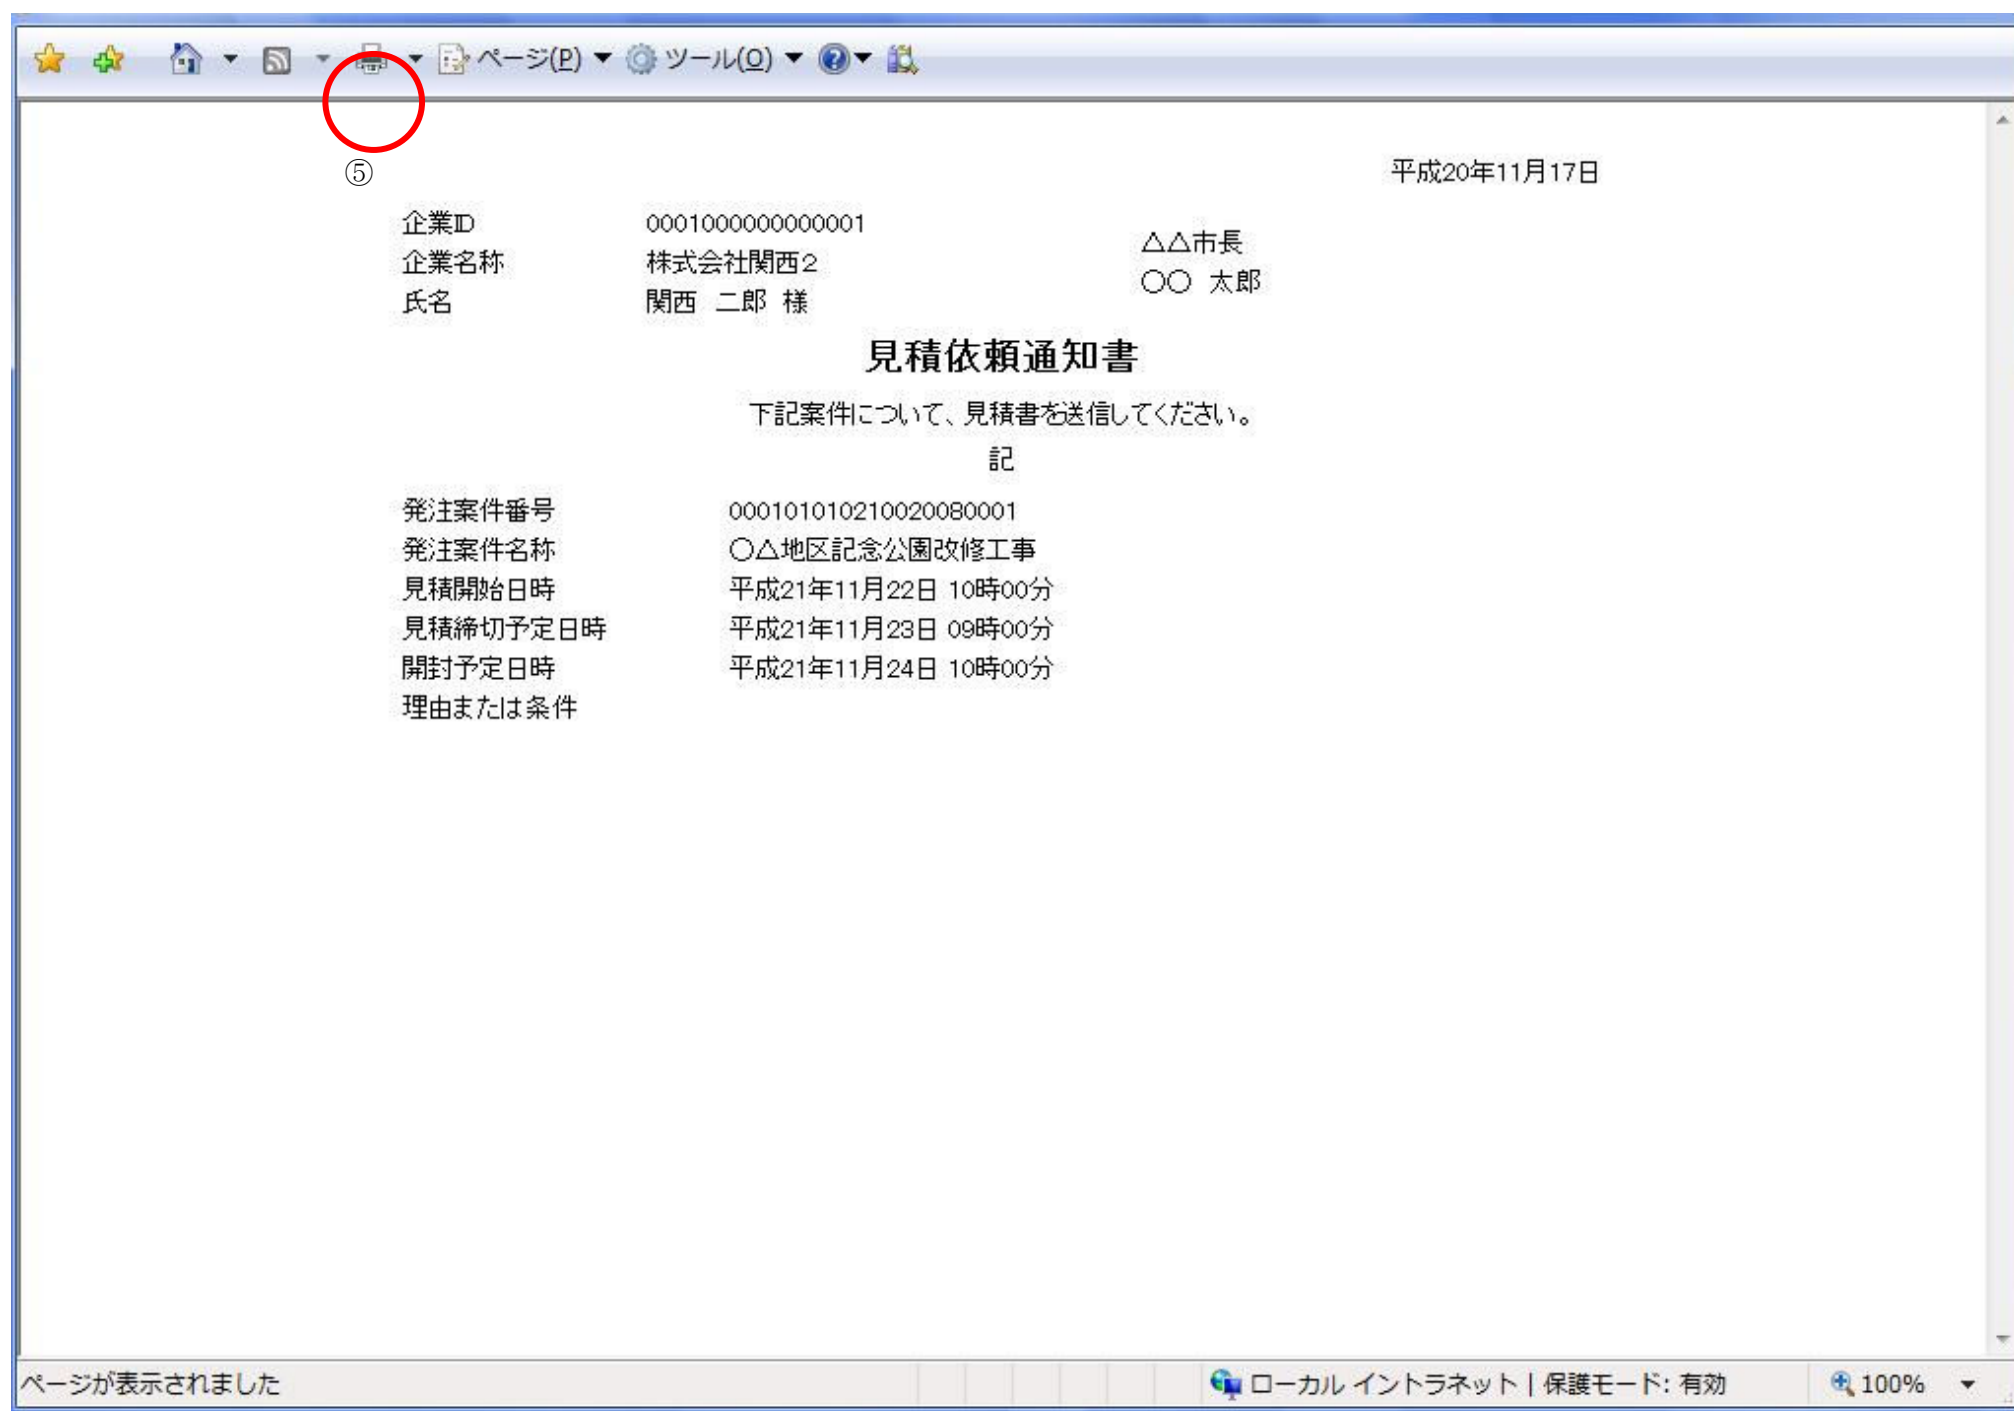 ページ(P) ツール(O)
⑤
平成20年11月17日
企業ID 0001000000000001
企業名称 株式会社関西2
氏名 関西 二郎 様
△△市長
〇〇 太郎
見積依頼通知書
下記案件について、見積書を送信してください。
記
発注案件番号 000101010210020080001
発注案件名称 〇△地区記念公園改修工事
見積開始日時 平成21年11月22日 10時00分
見積締切予定日時 平成21年11月23日 09時00分
開封予定日時 平成21年11月24日 10時00分
理由または条件
ページが表示されました ローカル イントラネット | 保護モード: 有効 100%